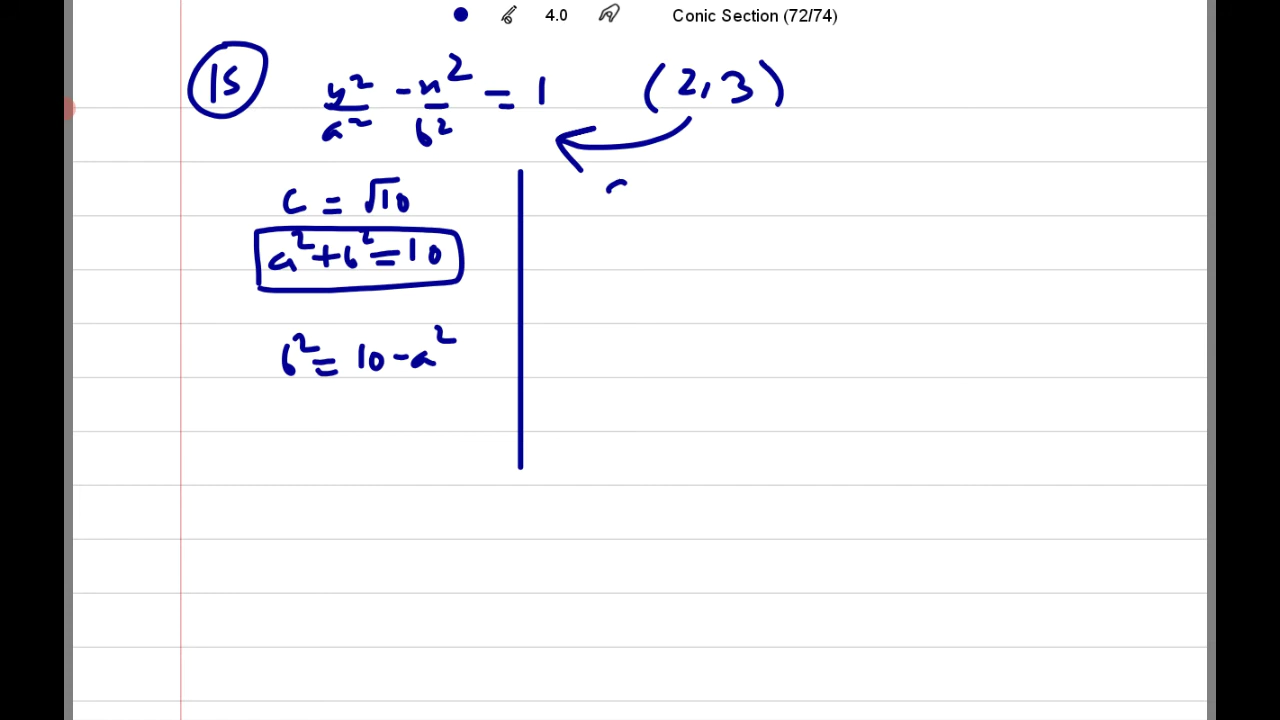 4.0 Conic Section (72/74)
15 y²/a² - x²/b² = 1 (2,3)
c = √10
a² + b² = 10
b² = 10 - a²